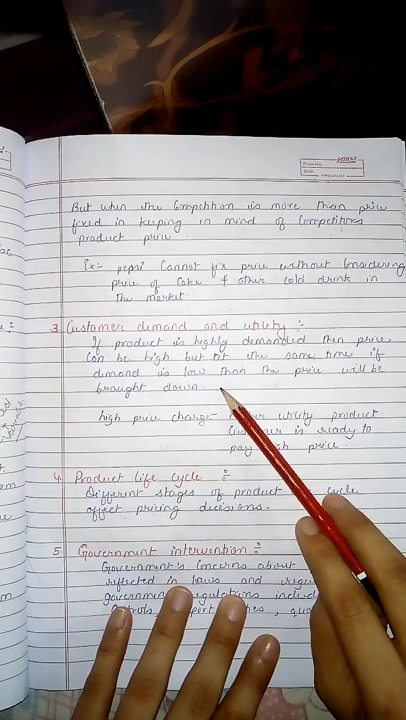 MIRAJ
PREMIUM
But when the Competition is more than price
fixed in keeping in mind of Competitors
product price.
Ex:- pepsi Cannot fix price without Considering
price of Coke & other cold drink in
the market.
3. Customer demand and utility :-
If product is highly demanded then price
Can be high but at the same time if
demand is low than the price will be
brought down.
high price charge- utility product
Customer is ready to
pay price.
4. Product life cycle :-
Different stages of product cycle
effect pricing decisions.
5. Government intervention :-
Government's Concerns about
reflected in laws and
government regulations